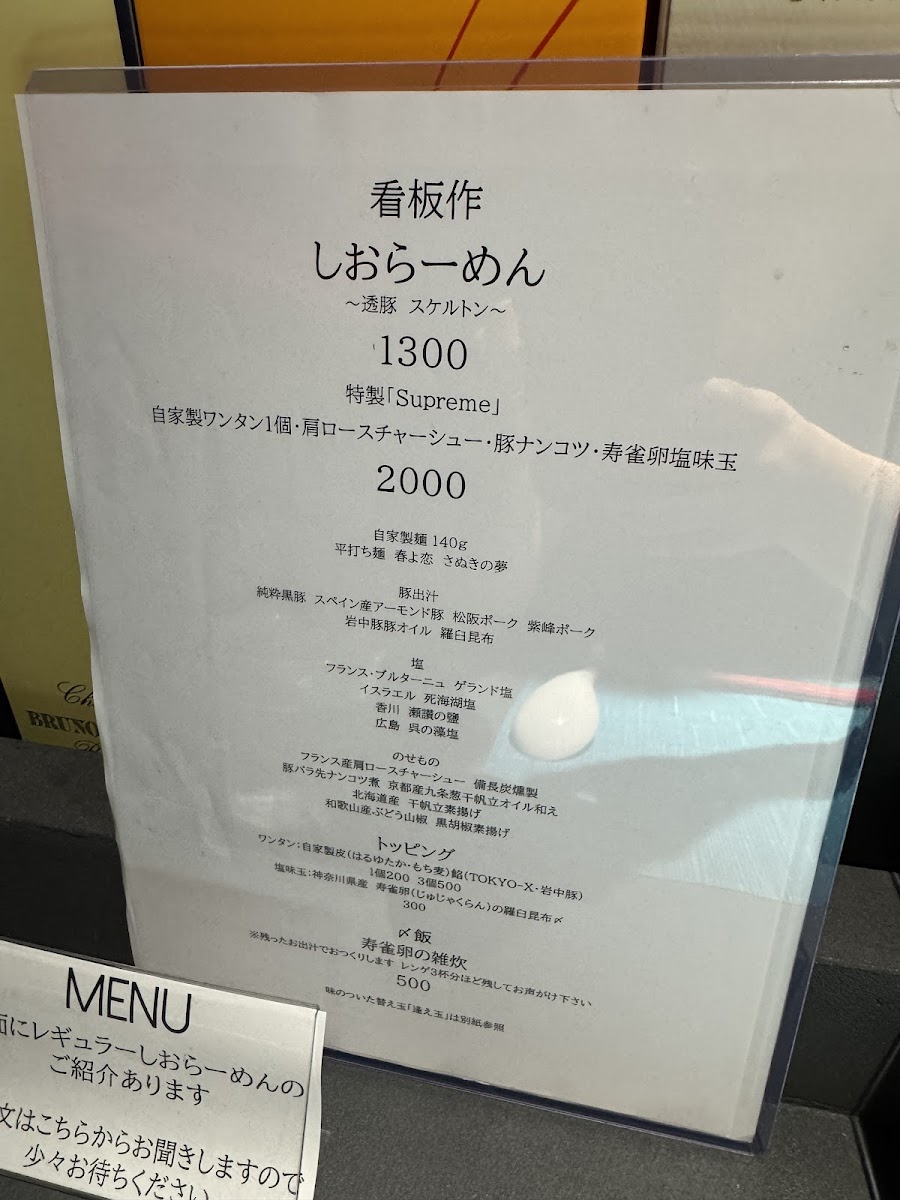 看板作
しおらーめん
～透豚 スケルトン～
1300
特製「Supreme」
自家製ワンタン1個・肩ロースチャーシュー・豚ナンコツ・寿雀卵塩味玉
2000
自家製麺 140g
平打ち麺 春よ恋 さぬきの夢
豚出汁
純粋黒豚 スペイン産アーモンド豚 松阪ポーク 紫峰ポーク
岩中豚豚オイル 羅臼昆布
塩
フランス・ブルターニュ ゲランド塩
イスラエル 死海湖塩
香川 瀬讃の鹽
広島 呉の藻塩
のせもの
フランス産肩ロースチャーシュー 備長炭燻製
豚バラ先ナンコツ煮 京都産九条葱干帆立オイル和え
北海道産 干帆立素揚げ
和歌山産ぶどう山椒 黒胡椒素揚げ
トッピング
ワンタン：自家製皮(はるゆたか・もち麦)餡(TOKYO-X・岩中豚)
1個200 3個500
塩味玉：神奈川県産 寿雀卵(じゅじゃくらん)の羅臼昆布〆
300
〆飯
寿雀卵の雑炊
※残ったお出汁でおつくりします レンゲ3杯分ほど残してお声がけ下さい
500
味のついた替え玉「逢え玉」は別紙参照
MENU
にレギュラーしおらーめんの
ご紹介あります
文はこちらからお聞きしますので
少々お待ちください
BRUNO